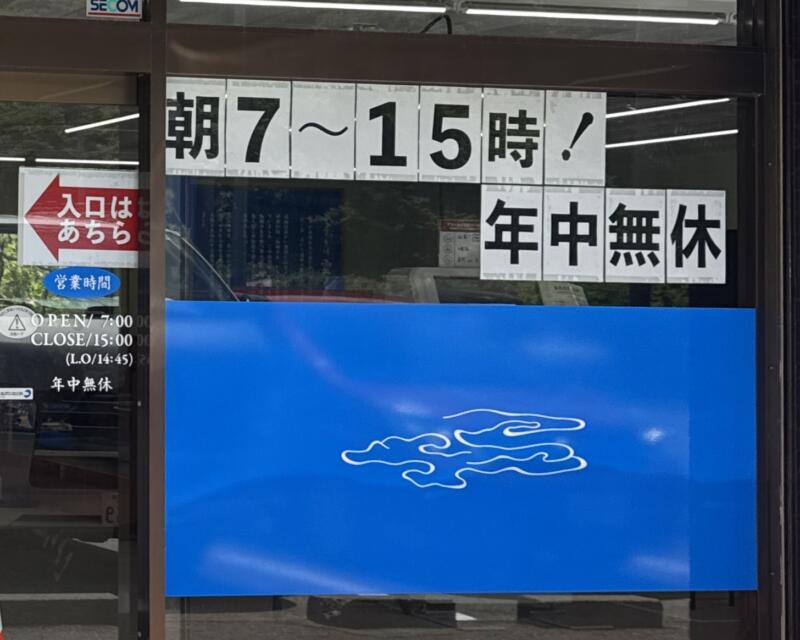 SECOM
朝7～15時!
年中無休
入口は
あちら
営業時間
OPEN/ 7:00
CLOSE/15:00
(L.O/14:45)
年中無休